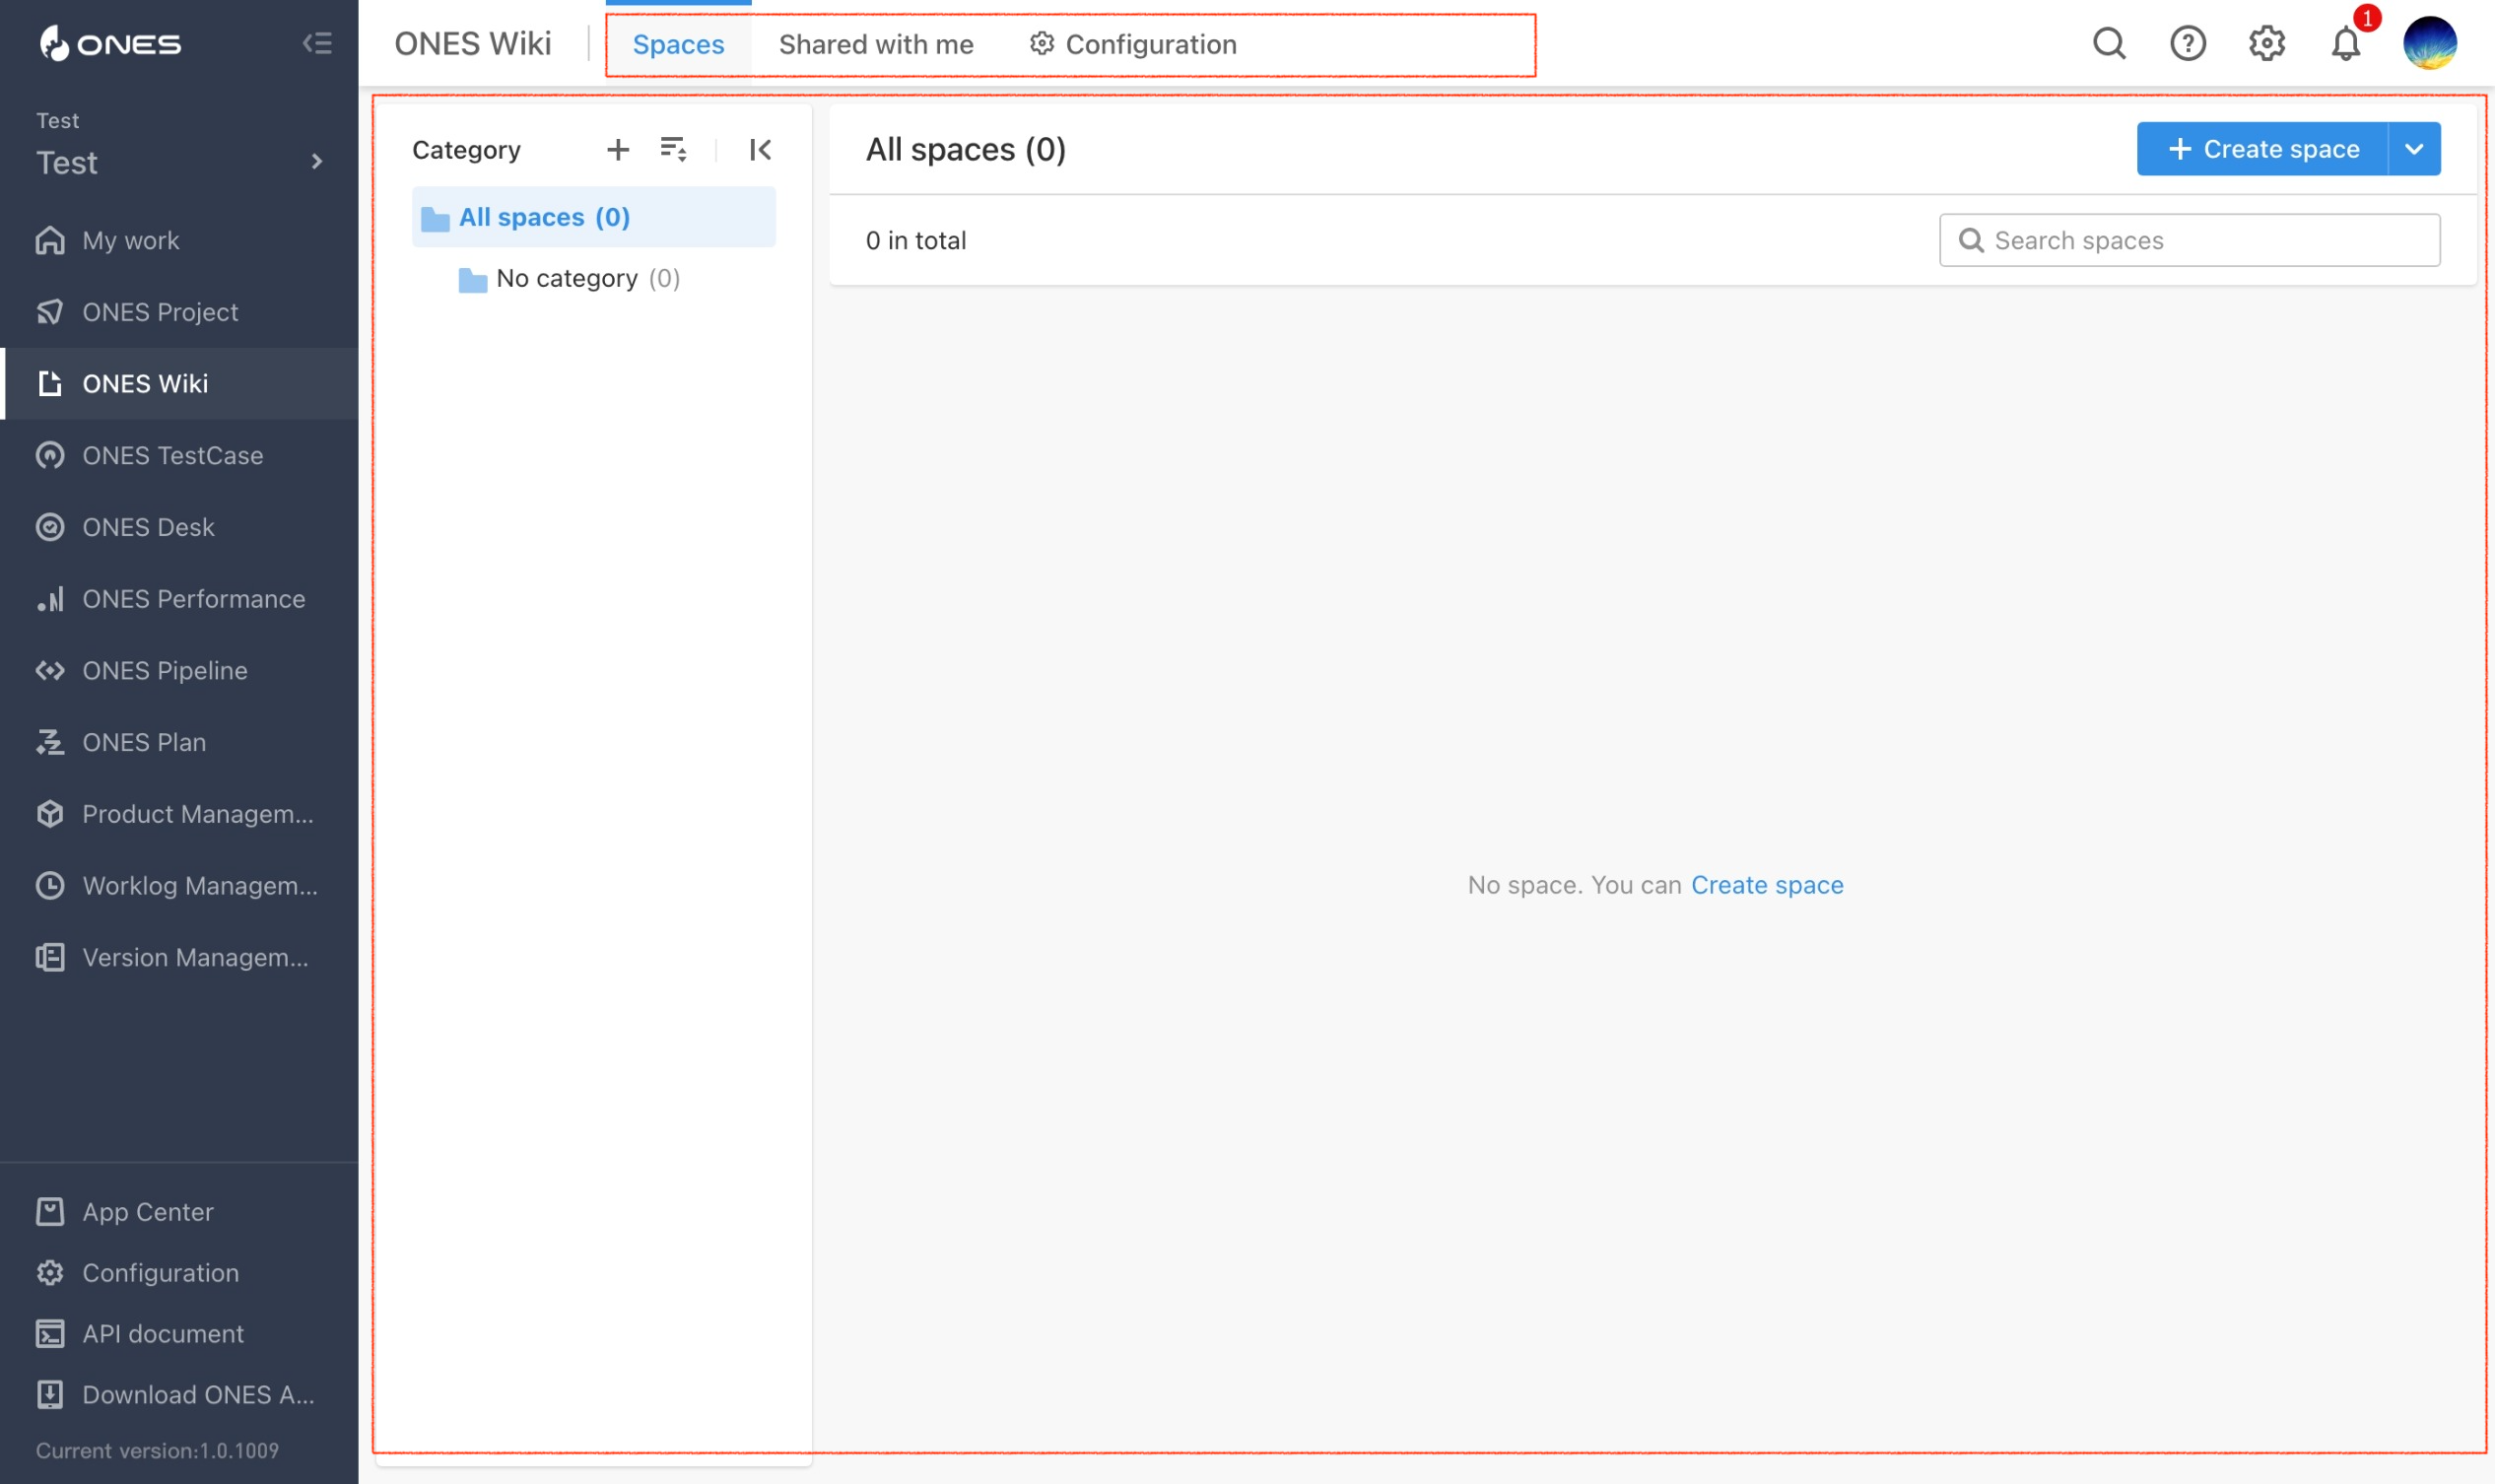 ONES
Test
Test
My work
ONES Project
ONES Wiki
ONES TestCase
ONES Desk
ONES Performance
ONES Pipeline
ONES Plan
Product Managem...
Worklog Managem...
Version Managem...
App Center
Configuration
API document
Download ONES A...
Current version:1.0.1009
ONES Wiki
Spaces
Shared with me
Configuration
1
Category
All spaces (0)
No category (0)
All spaces (0)
Create space
0 in total
Search spaces
No space. You can Create space